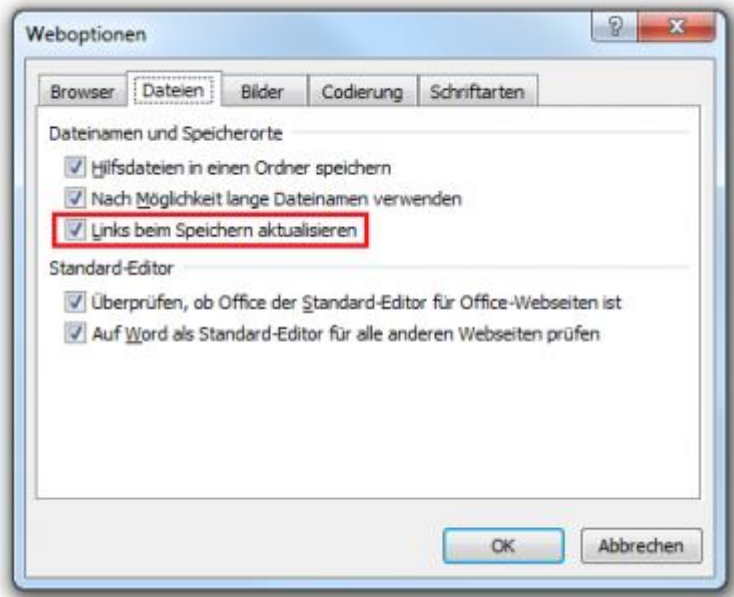 Weboptionen
Browser Dateien Bilder Codierung Schriftarten
Dateinamen und Speicherorte
Hilfsdateien in einen Ordner speichern
Nach Möglichkeit lange Dateinamen verwenden
Links beim Speichern aktualisieren
Standard-Editor
Überprüfen, ob Office der Standard-Editor für Office-Webseiten ist
Auf Word als Standard-Editor für alle anderen Webseiten prüfen
OK Abbrechen